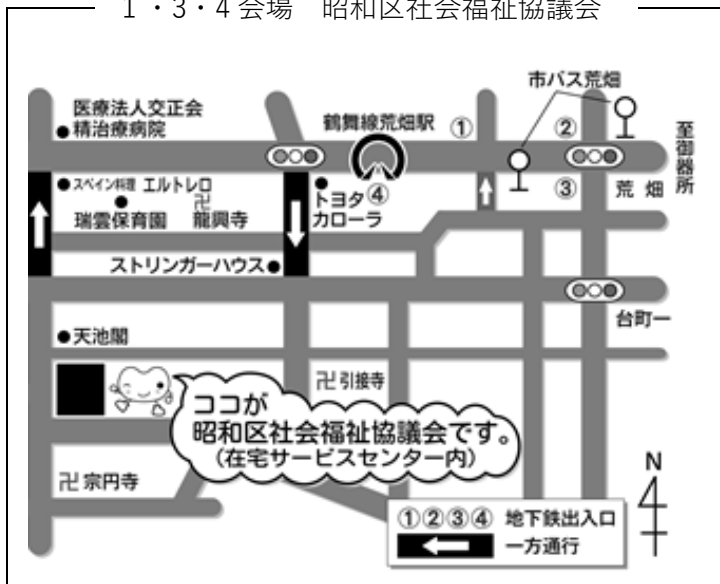 1・3・4 会場 昭和区社会福祉協議会
市バス荒畑
医療法人交正会
●精治療病院
鶴舞線荒畑駅
①
②
至御器所
●スペイン料理 エルトレロ
瑞雲保育園
卍
龍興寺
トヨタ
カローラ
④
③
荒畑
ストリンガーハウス●
台町一
●天池閣
卍引接寺
ココが
昭和区社会福祉協議会です。
(在宅サービスセンター内)
卍宗円寺
N
①②③④ 地下鉄出入口
一方通行